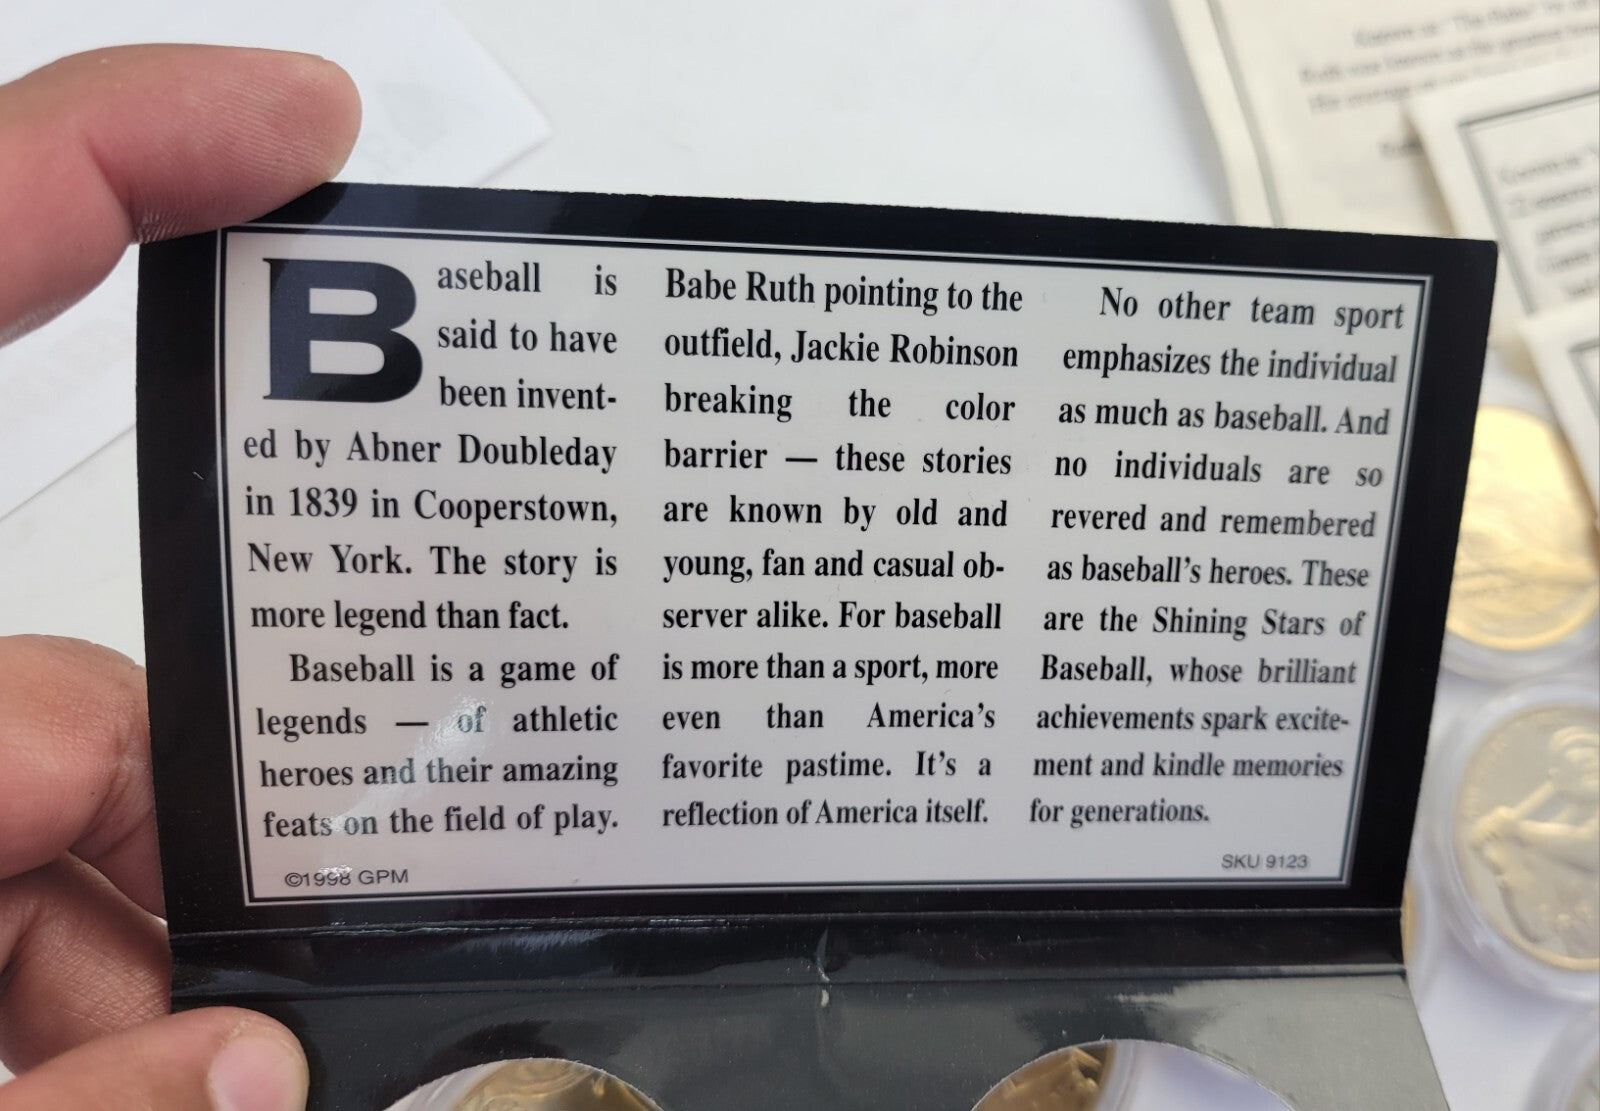 Baseball is
said to have
been invent-
ed by Abner Doubleday
in 1839 in Cooperstown,
New York. The story is
more legend than fact.
Baseball is a game of
legends — of athletic
heroes and their amazing
feats on the field of play.
Babe Ruth pointing to the
outfield, Jackie Robinson
breaking the color
barrier — these stories
are known by old and
young, fan and casual ob-
server alike. For baseball
is more than a sport, more
even than America's
favorite pastime. It's a
reflection of America itself.
No other team sport
emphasizes the individual
as much as baseball. And
no individuals are so
revered and remembered
as baseball's heroes. These
are the Shining Stars of
Baseball, whose brilliant
achievements spark excite-
ment and kindle memories
for generations.
©1998 GPM
SKU 9123